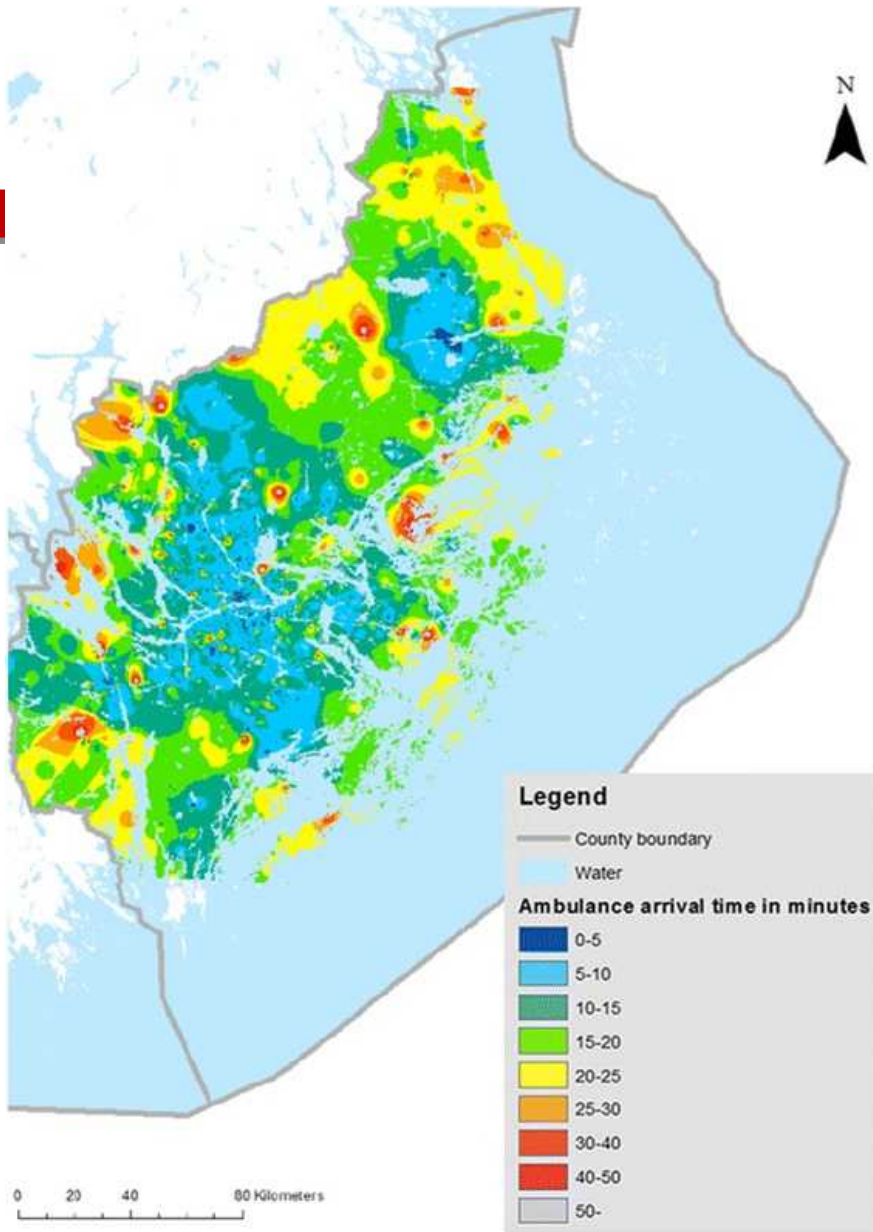 N
Legend
County boundary
Water
Ambulance arrival time in minutes
0-5
5-10
10-15
15-20
20-25
25-30
30-40
40-50
50-
0 20 40 80 Kilometers